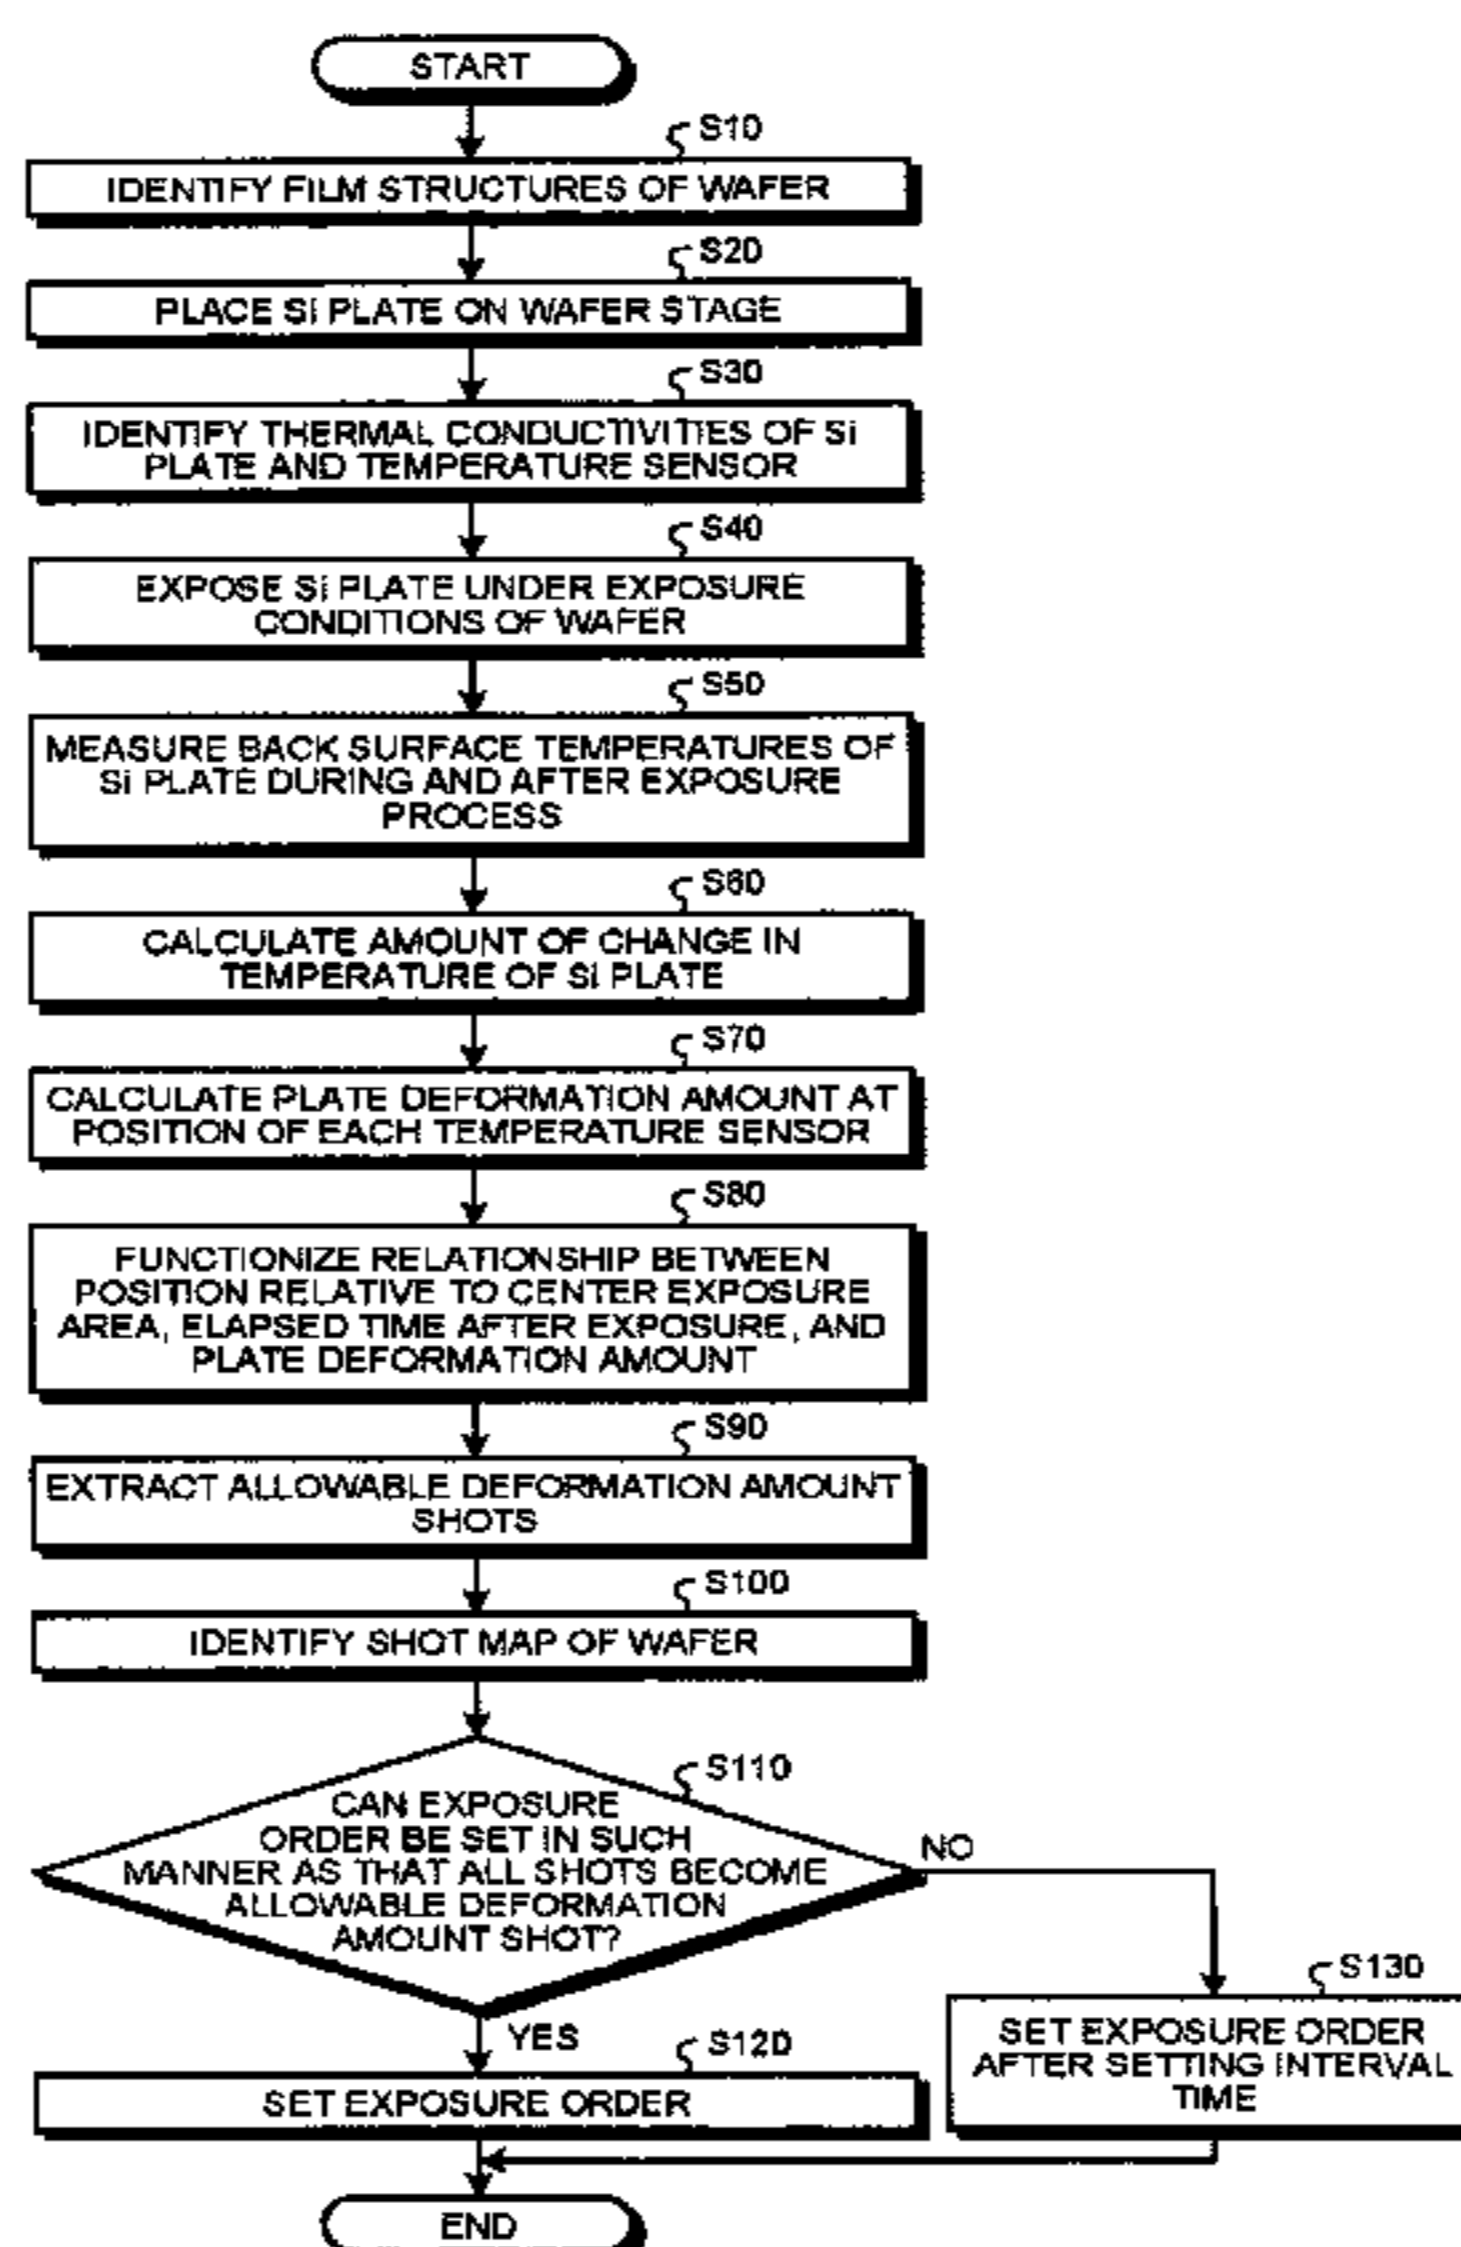 START
S10
IDENTIFY FILM STRUCTURES OF WAFER
S20
PLACE Si PLATE ON WAFER STAGE
S30
IDENTIFY THERMAL CONDUCTIVITIES OF Si
PLATE AND TEMPERATURE SENSOR
S40
EXPOSE Si PLATE UNDER EXPOSURE
CONDITIONS OF WAFER
S50
MEASURE BACK SURFACE TEMPERATURES OF
Si PLATE DURING AND AFTER EXPOSURE
PROCESS
S60
CALCULATE AMOUNT OF CHANGE IN
TEMPERATURE OF Si PLATE
S70
CALCULATE PLATE DEFORMATION AMOUNT AT
POSITION OF EACH TEMPERATURE SENSOR
S80
FUNCTIONIZE RELATIONSHIP BETWEEN
POSITION RELATIVE TO CENTER EXPOSURE
AREA, ELAPSED TIME AFTER EXPOSURE, AND
PLATE DEFORMATION AMOUNT
S90
EXTRACT ALLOWABLE DEFORMATION AMOUNT
SHOTS
S100
IDENTIFY SHOT MAP OF WAFER
S110
CAN EXPOSURE
ORDER BE SET IN SUCH
MANNER AS THAT ALL SHOTS BECOME
ALLOWABLE DEFORMATION
AMOUNT SHOT?
NO
YES
S120
SET EXPOSURE ORDER
S130
SET EXPOSURE ORDER
AFTER SETTING INTERVAL
TIME
END